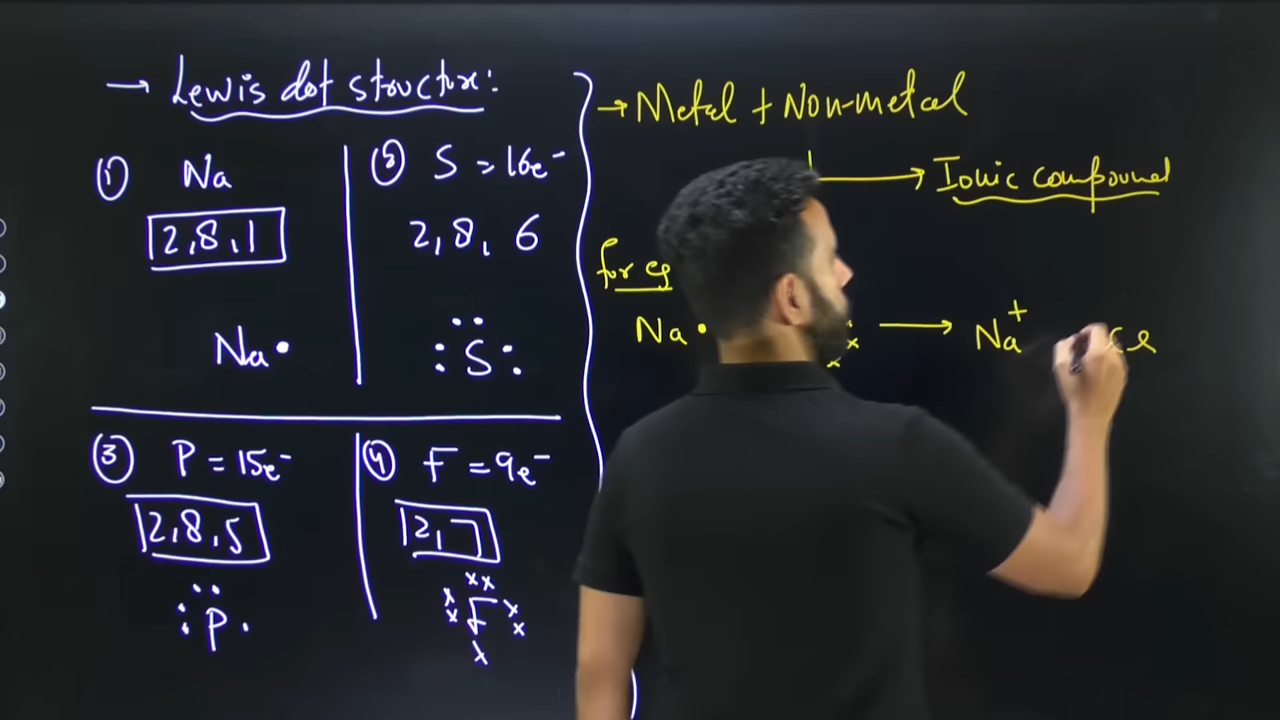 → Lewis dot structure:
① Na
2,8,1
Na•
② S = 16e⁻
2, 8, 6
S
③ P = 15e⁻
2,8,5
P
④ F = 9e⁻
2,7
xx
x F x
x x
x
→ Metal + Non-metal
→ Ionic compound
for eg
Na• x → Na⁺
x